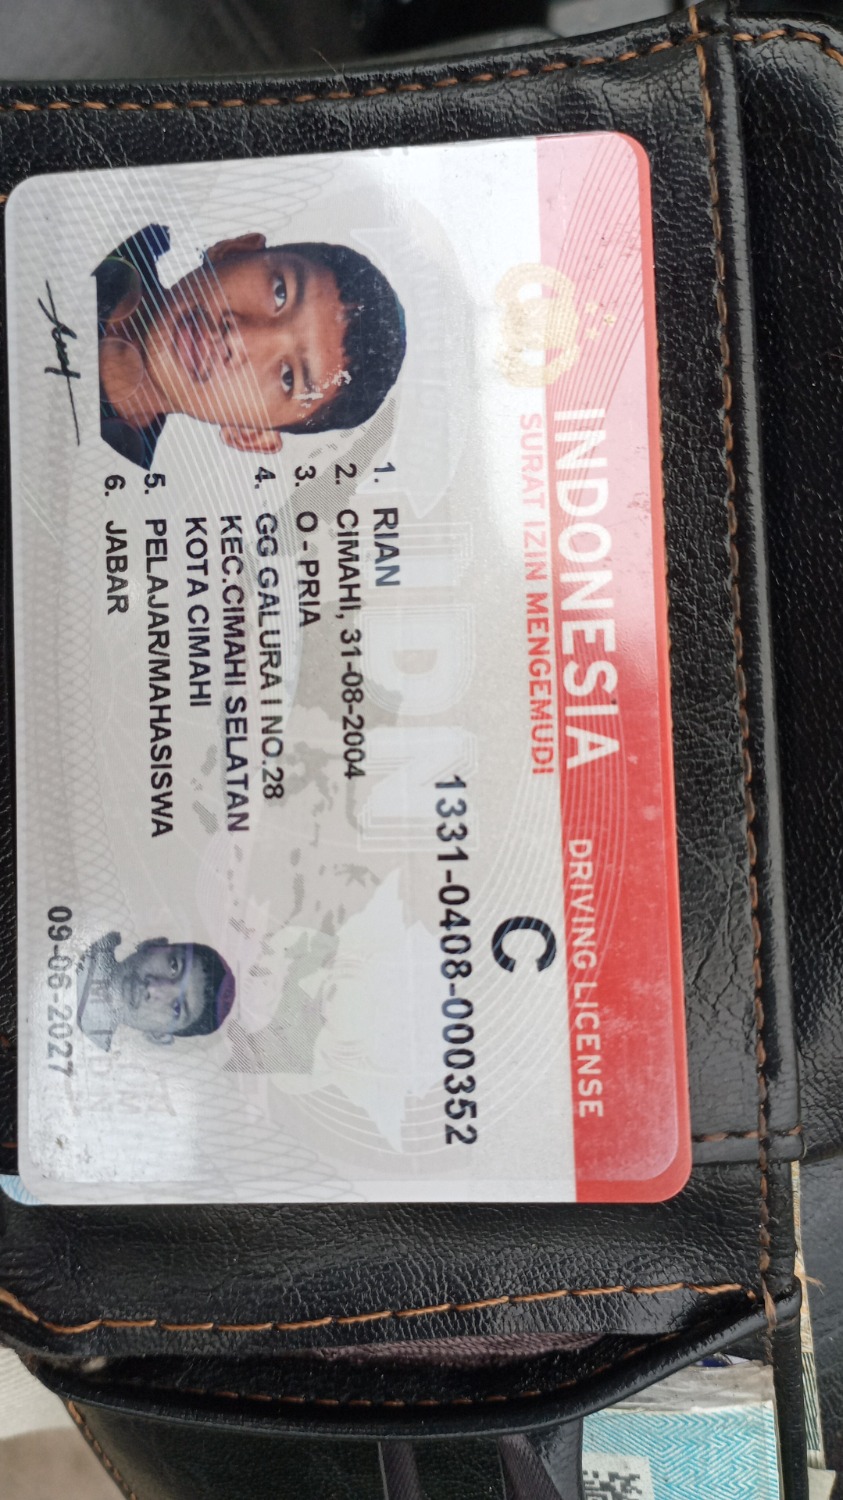 INDONESIA DRIVING LICENSE
SURAT IZIN MENGEMUDI
C
1331-0408-000352
1. RIAN
2. CIMAHI, 31-08-2004
3. O - PRIA
4. GG GALURA I NO.28
KEC.CIMAHI SELATAN
KOTA CIMAHI
5. PELAJAR/MAHASISWA
6. JABAR
09-06-2027